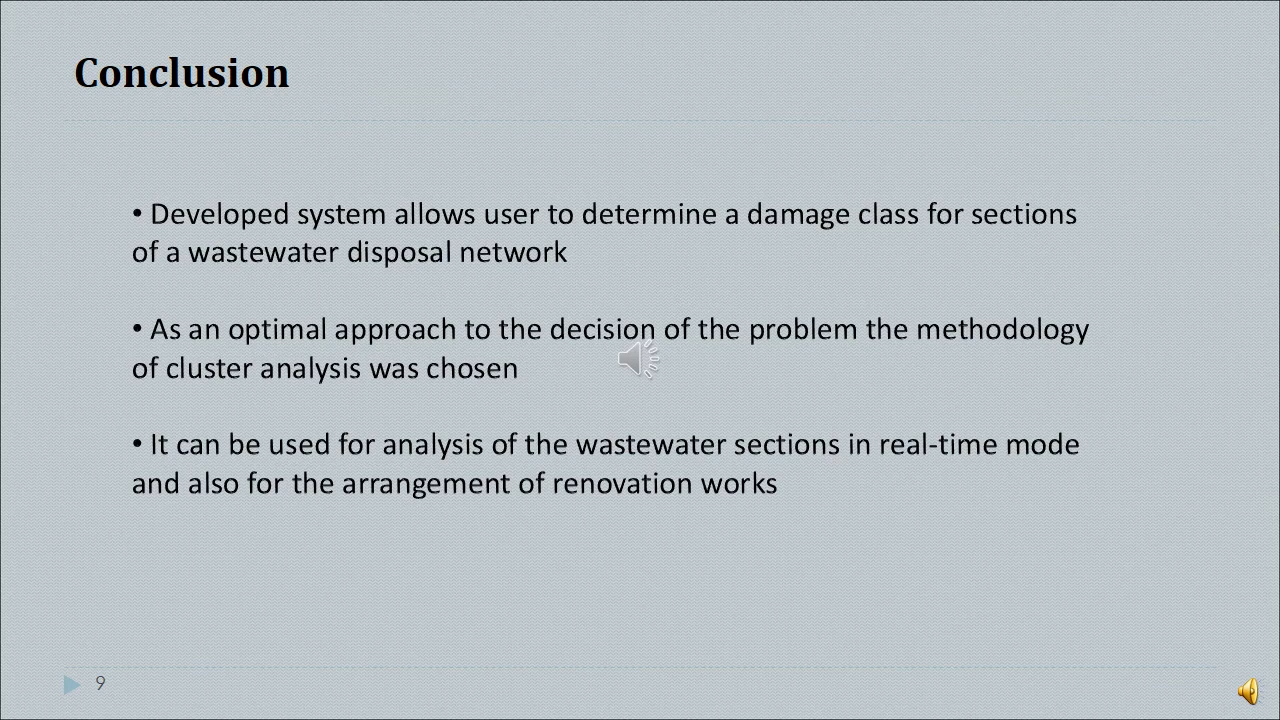 Conclusion
• Developed system allows user to determine a damage class for sections
of a wastewater disposal network
• As an optimal approach to the decision of the problem the methodology
of cluster analysis was chosen
• It can be used for analysis of the wastewater sections in real-time mode
and also for the arrangement of renovation works
9